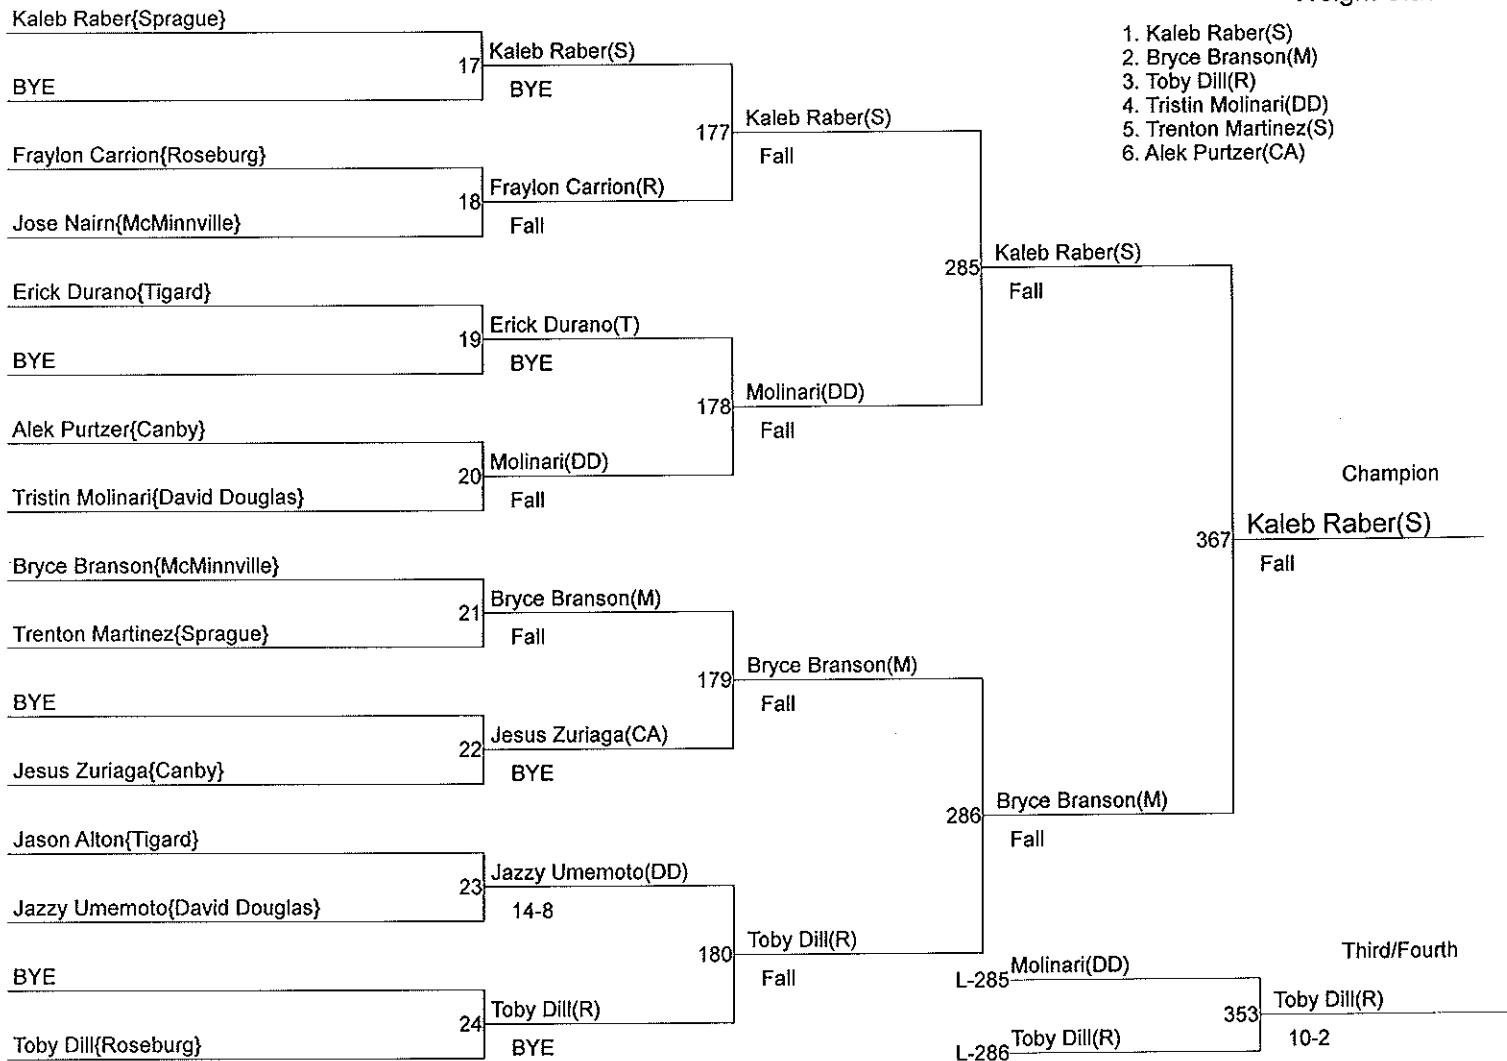 Kaleb Raber{Sprague}
17
Kaleb Raber(S)
BYE
BYE
177
Kaleb Raber(S)
Fall
Fraylon Carrion{Roseburg}
18
Fraylon Carrion(R)
Fall
Jose Nairn{McMinnville}
285
Kaleb Raber(S)
Fall
Erick Durano{Tigard}
19
Erick Durano(T)
BYE
BYE
178
Molinari(DD)
Fall
Alek Purtzer{Canby}
20
Molinari(DD)
Fall
Tristin Molinari{David Douglas}
Champion
367
Kaleb Raber(S)
Fall
Bryce Branson{McMinnville}
21
Bryce Branson(M)
Fall
Trenton Martinez{Sprague}
179
Bryce Branson(M)
Fall
BYE
22
Jesus Zuriaga(CA)
BYE
Jesus Zuriaga{Canby}
286
Bryce Branson(M)
Fall
Jason Alton{Tigard}
23
Jazzy Umemoto(DD)
14-8
Jazzy Umemoto{David Douglas}
180
Toby Dill(R)
Fall
BYE
24
Toby Dill(R)
BYE
Toby Dill{Roseburg}
1. Kaleb Raber(S)
2. Bryce Branson(M)
3. Toby Dill(R)
4. Tristin Molinari(DD)
5. Trenton Martinez(S)
6. Alek Purtzer(CA)
Third/Fourth
L-285
Molinari(DD)
353
Toby Dill(R)
10-2
L-286
Toby Dill(R)